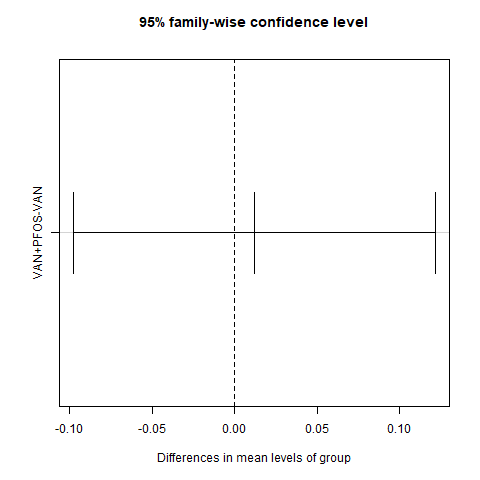 95% family-wise confidence level
VAN+PFOS-VAN
-0.10 -0.05 0.00 0.05 0.10
Differences in mean levels of group